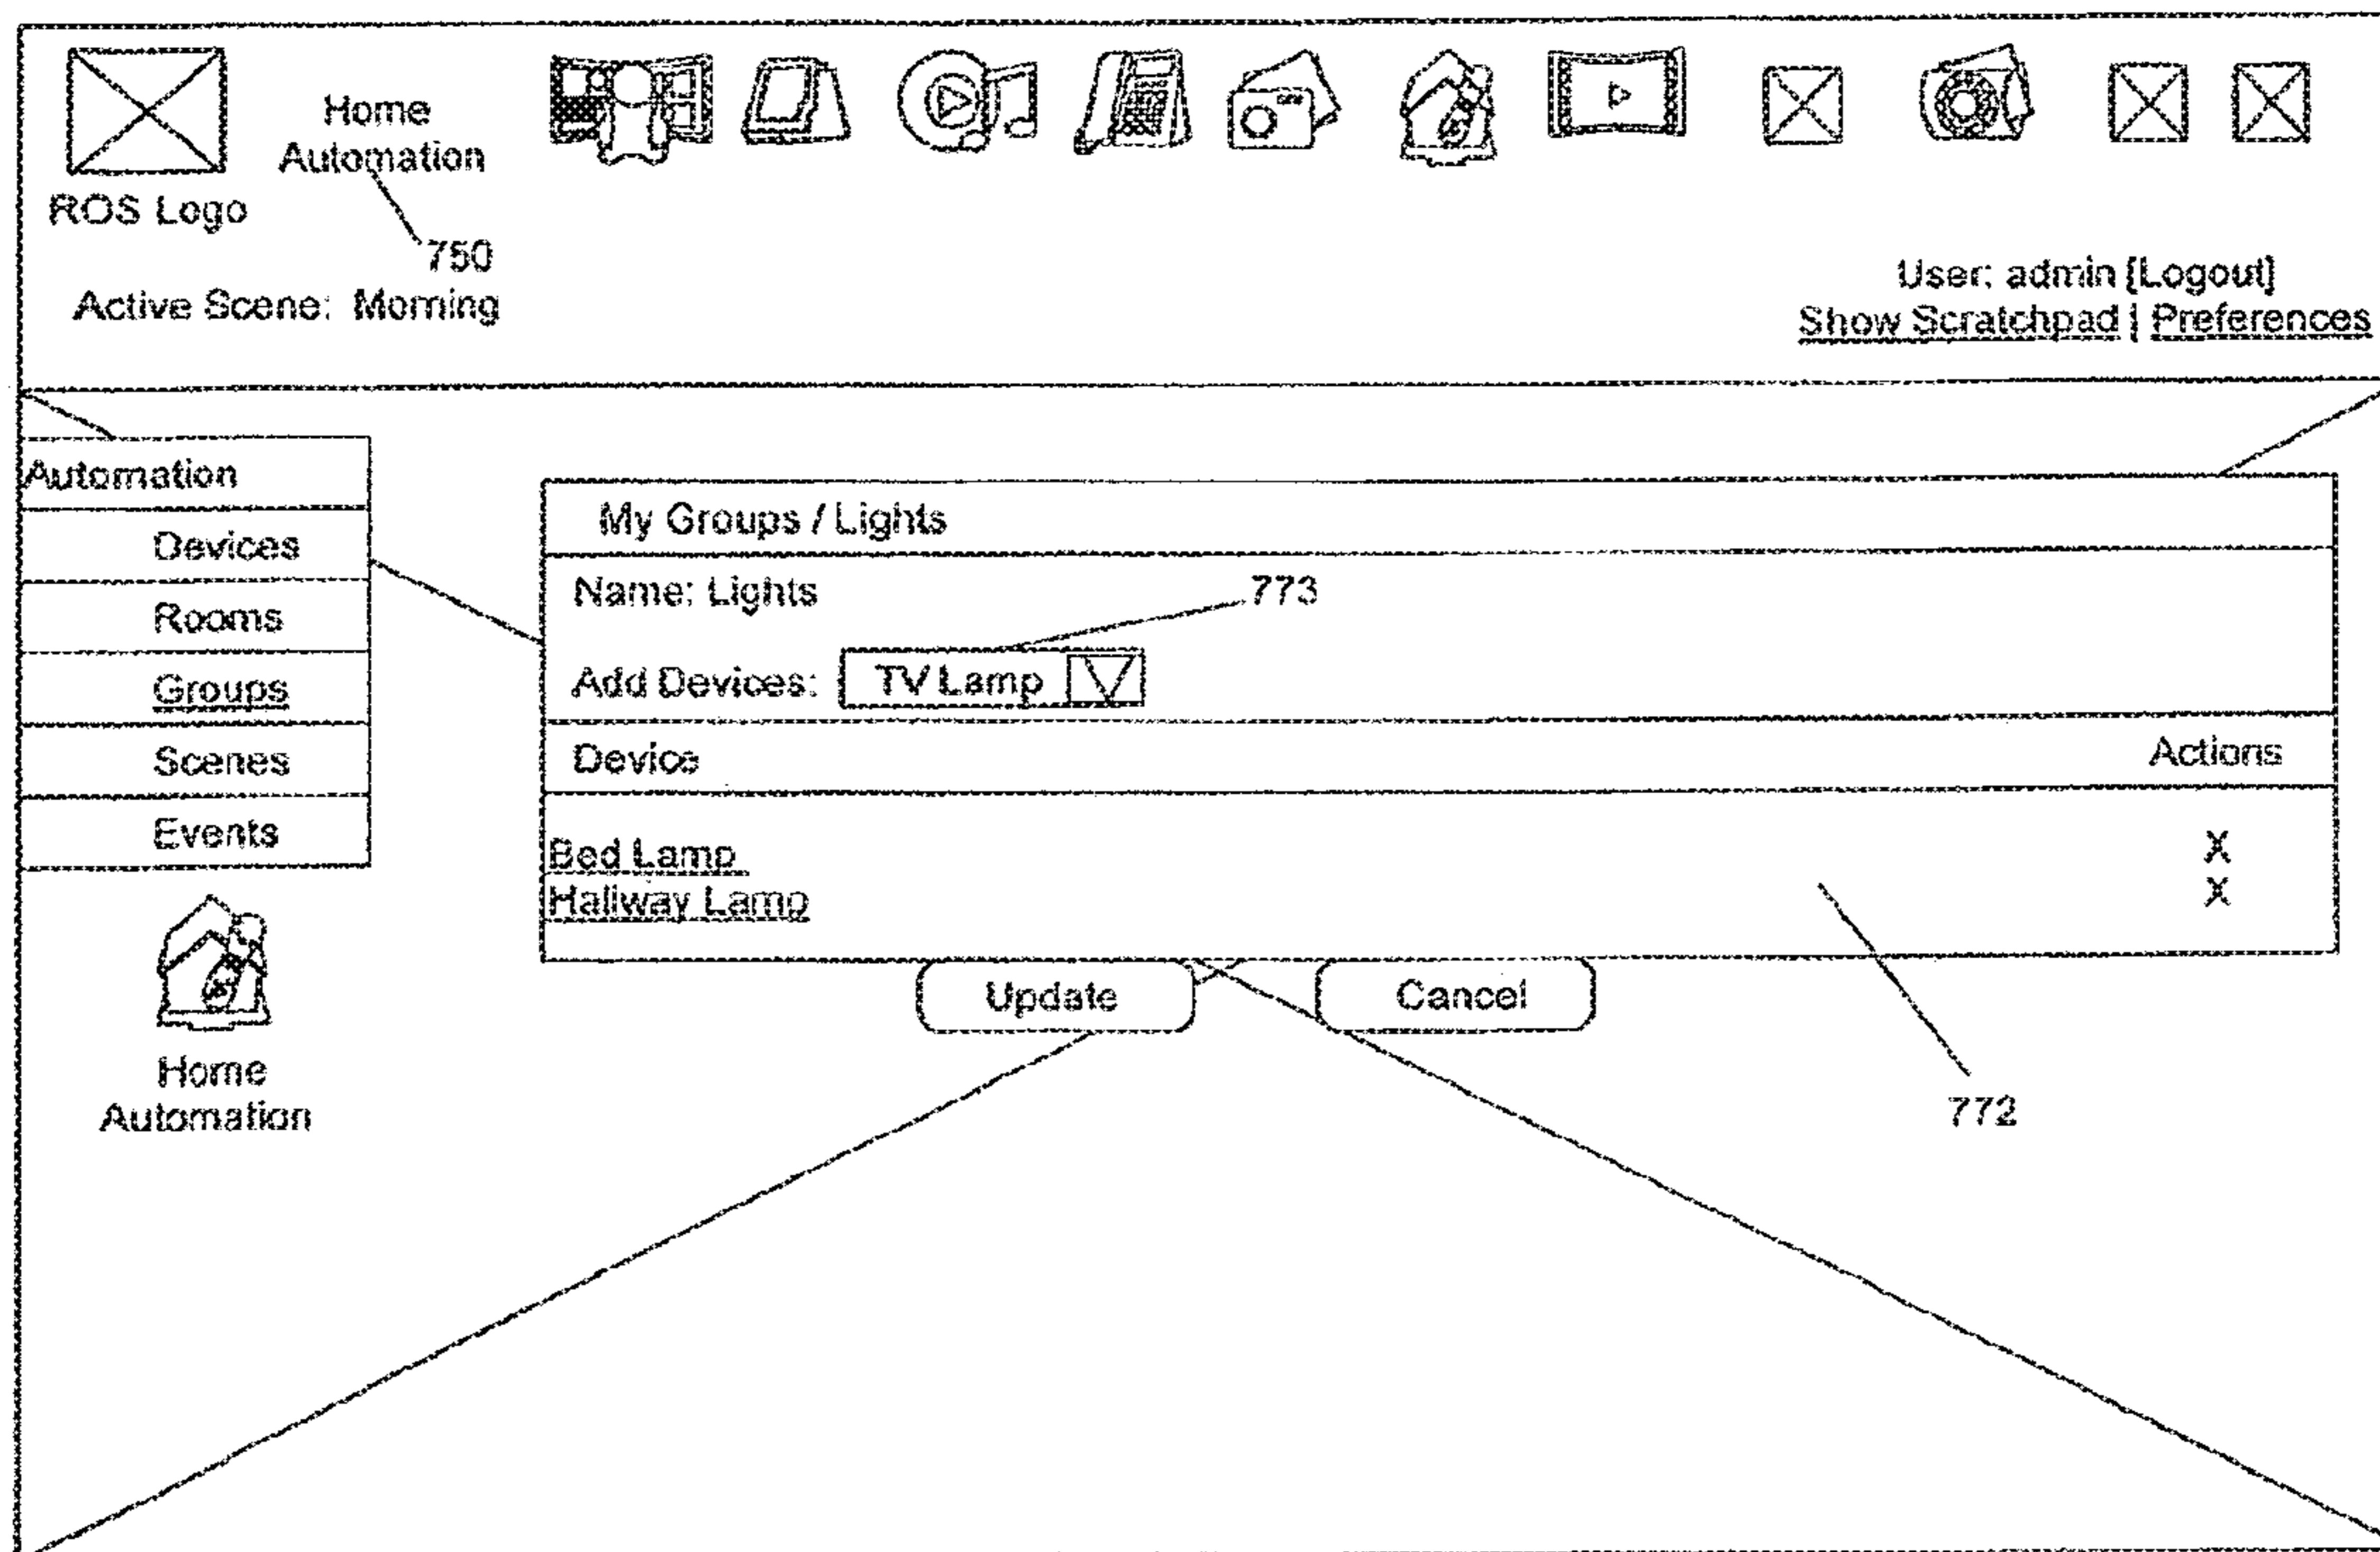 Home
Automation
ROS Logo
750
Active Scene: Morning
User: admin [Logout]
Show Scratchpad | Preferences
Automation
Devices
Rooms
Groups
Scenes
Events
Home
Automation
My Groups / Lights
Name: Lights
773
Add Devices: TV Lamp
Device Actions
Bed Lamp X
Hallway Lamp X
Update Cancel
772